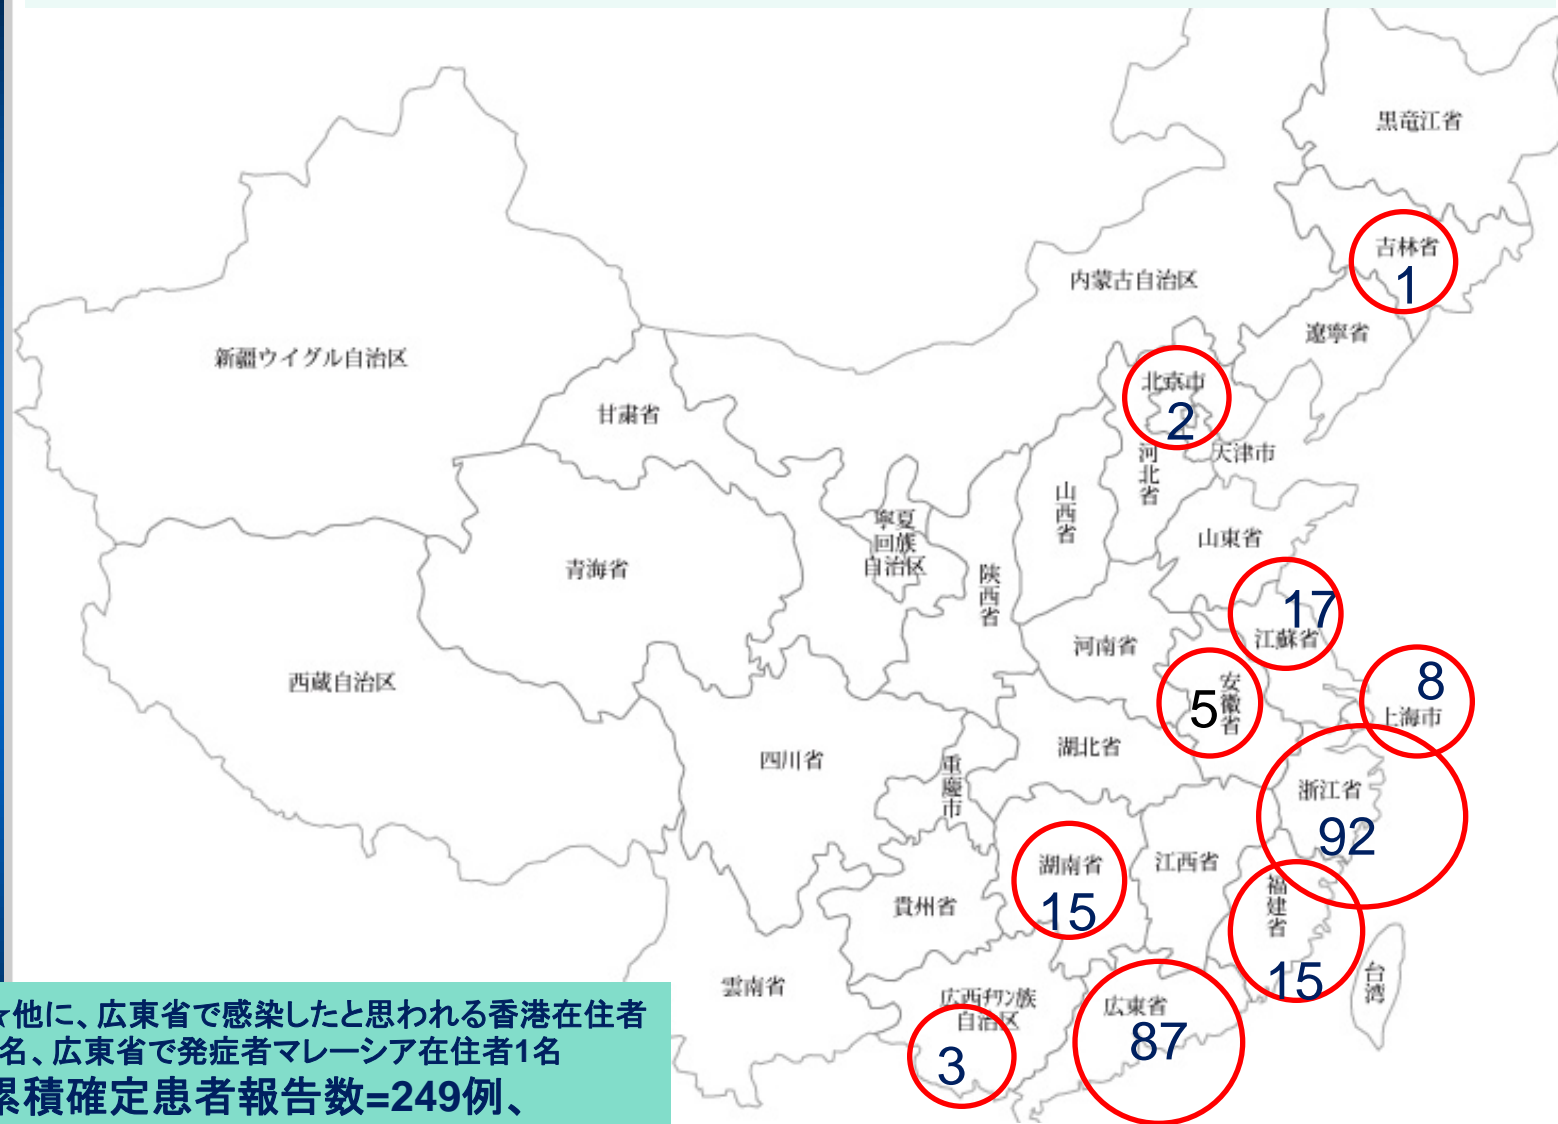 黒竜江省
吉林省
1
内蒙古自治区
遼寧省
新疆ウイグル自治区
北京市
2
甘粛省
天津市
河北省
山西省
寧夏
回族
自治区
山東省
青海省
陝西省
17
江蘇省
河南省
西蔵自治区
安徽省
5
8
上海市
湖北省
四川省
重慶市
浙江省
92
湖南省
15
江西省
貴州省
福建省
15
雲南省
台湾
広西チワン族
自治区
3
広東省
87
☆他に、広東省で感染したと思われる香港在住者
名、広東省で発症者マレーシア在住者1名
累積確定患者報告数=249例、